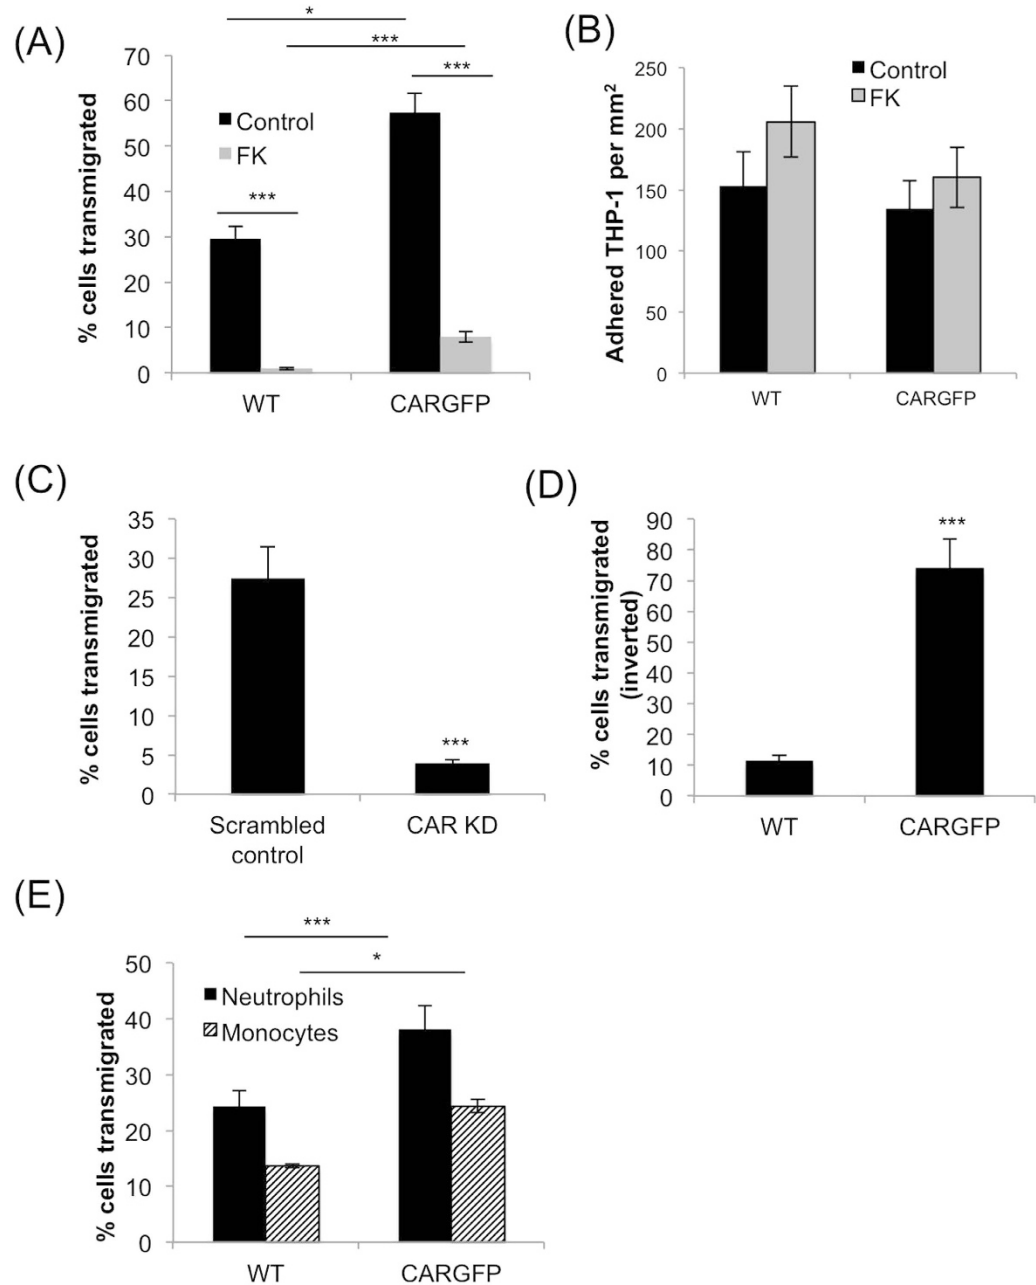 (A)
*
***
***
% cells transmigrated
70
60
50
40
30
20
10
0
Control
FK
***
WT
CARGFP
(B)
Adhered THP-1 per mm²
250
200
150
100
50
0
Control
FK
WT
CARGFP
(C)
% cells transmigrated
35
30
25
20
15
10
5
0
***
Scrambled
control
CAR KD
(D)
% cells transmigrated
(inverted)
90
80
70
60
50
40
30
20
10
0
***
WT
CARGFP
(E)
***
*
% cells transmigrated
50
40
30
20
10
0
Neutrophils
Monocytes
WT
CARGFP